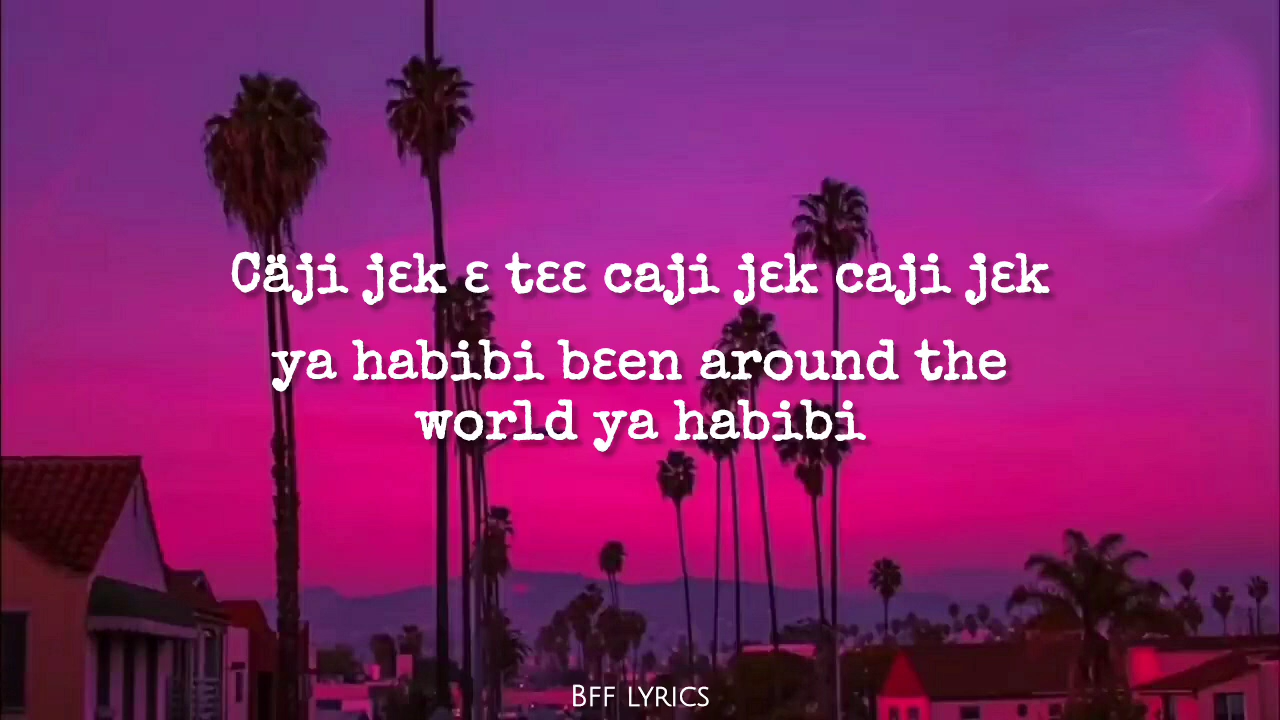 Cäji jɛk ɛ tɛɛ caji jɛk caji jɛk
ya habibi bɛen around the
world ya habibi
Bff lyrics